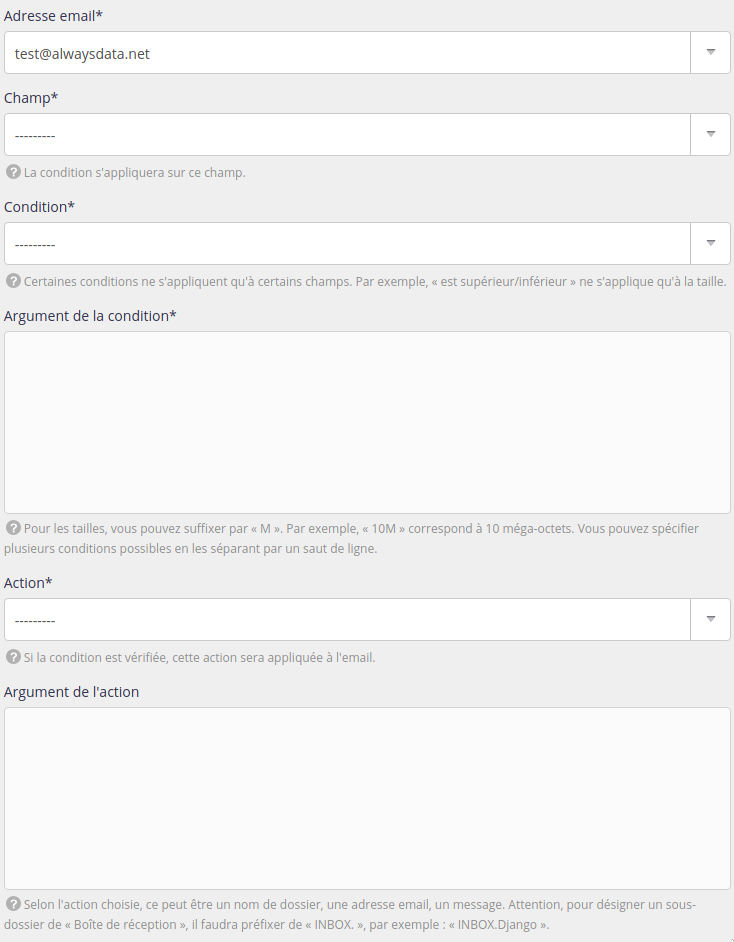 Adresse email*
test@alwaysdata.net
Champ*
---------
? La condition s'appliquera sur ce champ.
Condition*
---------
? Certaines conditions ne s'appliquent qu'à certains champs. Par exemple, « est supérieur/inférieur » ne s'applique qu'à la taille.
Argument de la condition*
? Pour les tailles, vous pouvez suffixer par « M ». Par exemple, « 10M » correspond à 10 méga-octets. Vous pouvez spécifier
plusieurs conditions possibles en les séparant par un saut de ligne.
Action*
---------
? Si la condition est vérifiée, cette action sera appliquée à l'email.
Argument de l'action
? Selon l'action choisie, ce peut être un nom de dossier, une adresse email, un message. Attention, pour désigner un sous-
dossier de « Boîte de réception », il faudra préfixer de « INBOX. », par exemple : « INBOX.Django ».